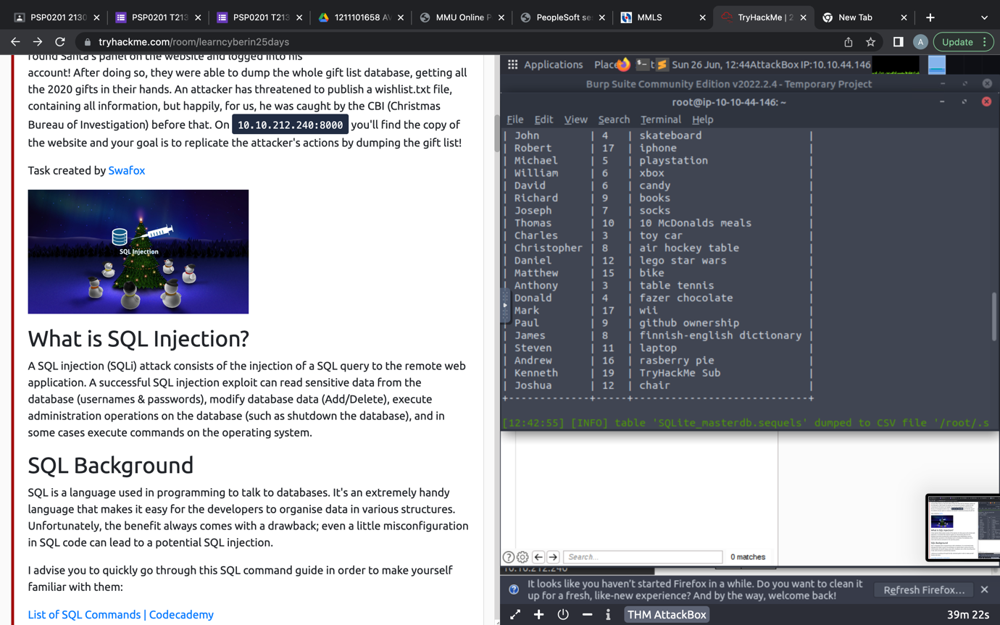 PSP0201 2130
PSP0201 T213
PSP0201 T213
1211101658 AV
MMU Online P
PeopleSoft se
MMLS
TryHackMe | 2
New Tab
tryhackme.com/room/learncyberin25days
A
Update
found Santa's panel on the website and logged into his
account! After doing so, they were able to dump the whole gift list database, getting all
the 2020 gifts in their hands. An attacker has threatened to publish a wishlist.txt file,
containing all information, but happily, for us, he was caught by the CBI (Christmas
Bureau of Investigation) before that. On 10.10.212.240:8000 you'll find the copy of
the website and your goal is to replicate the attacker's actions by dumping the gift list!
Task created by Swafox
SQL Injection
What is SQL Injection?
A SQL injection (SQLi) attack consists of the injection of a SQL query to the remote web
application. A successful SQL injection exploit can read sensitive data from the
database (usernames & passwords), modify database data (Add/Delete), execute
administration operations on the database (such as shutdown the database), and in
some cases execute commands on the operating system.
SQL Background
SQL is a language used in programming to talk to databases. It's an extremely handy
language that makes it easy for the developers to organise data in various structures.
Unfortunately, the benefit always comes with a drawback; even a little misconfiguration
in SQL code can lead to a potential SQL injection.
I advise you to quickly go through this SQL command guide in order to make yourself
familiar with them:
List of SQL Commands | Codecademy
Applications Place Sun 26 Jun, 12:44 AttackBox IP:10.10.44.146
Burp Suite Community Edition v2022.2.4 - Temporary Project
root@ip-10-10-44-146: ~
File Edit View Search Terminal Help
| John | 4 | skateboard |
| Robert | 17 | iphone |
| Michael | 5 | playstation |
| William | 6 | xbox |
| David | 6 | candy |
| Richard | 9 | books |
| Joseph | 7 | socks |
| Thomas | 10 | 10 McDonalds meals |
| Charles | 3 | toy car |
| Christopher | 8 | air hockey table |
| Daniel | 12 | lego star wars |
| Matthew | 15 | bike |
| Anthony | 3 | table tennis |
| Donald | 4 | fazer chocolate |
| Mark | 17 | wii |
| Paul | 9 | github ownership |
| James | 8 | finnish-english dictionary |
| Steven | 11 | laptop |
| Andrew | 16 | rasberry pie |
| Kenneth | 19 | TryHackMe Sub |
| Joshua | 12 | chair |
+-------------+-----+----------------------------+
[12:42:55] [INFO] table 'SQLite_masterdb.sequels' dumped to CSV file '/root/.s
Search...
0 matches
10.10.212.240
It looks like you haven't started Firefox in a while. Do you want to clean it
up for a fresh, like-new experience? And by the way, welcome back!
Refresh Firefox...
THM AttackBox
39m 22s